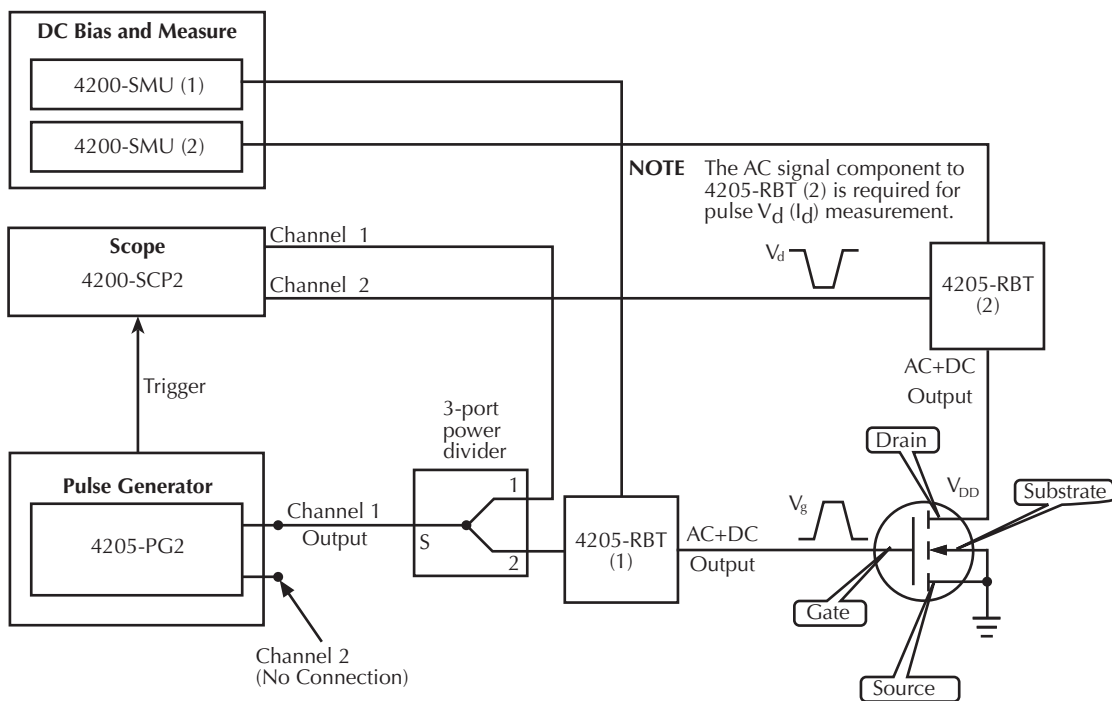 DC Bias and Measure
4200-SMU (1)
4200-SMU (2)
NOTE The AC signal component to
4205-RBT (2) is required for
pulse Vd (Id) measurement.
Scope
4200-SCP2
Channel 1
Channel 2
Vd
4205-RBT
(2)
AC+DC
Output
Trigger
3-port
power
divider
Pulse Generator
4205-PG2
Channel 1
Output
S
1
2
4205-RBT
(1)
AC+DC
Output
Vg
Drain
VDD
Substrate
Gate
Source
Channel 2
(No Connection)